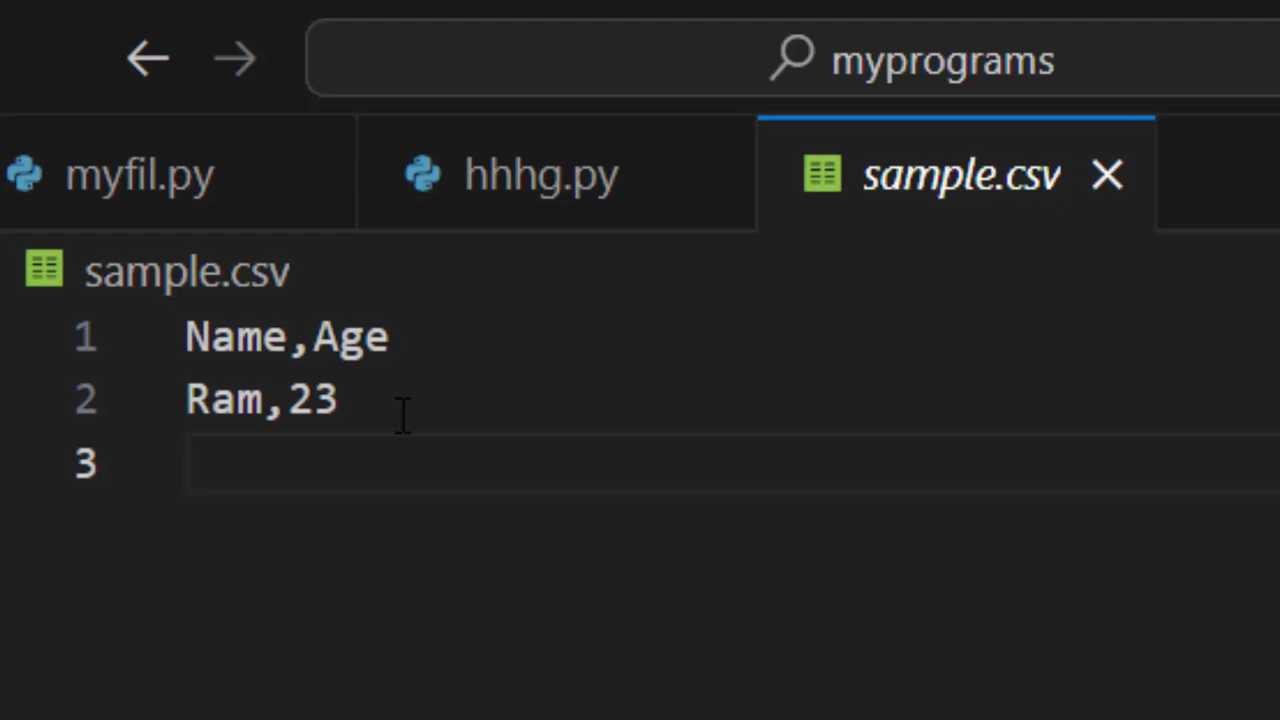 myprograms
myfil.py hhhg.py sample.csv
sample.csv
1 Name,Age
2 Ram,23
3